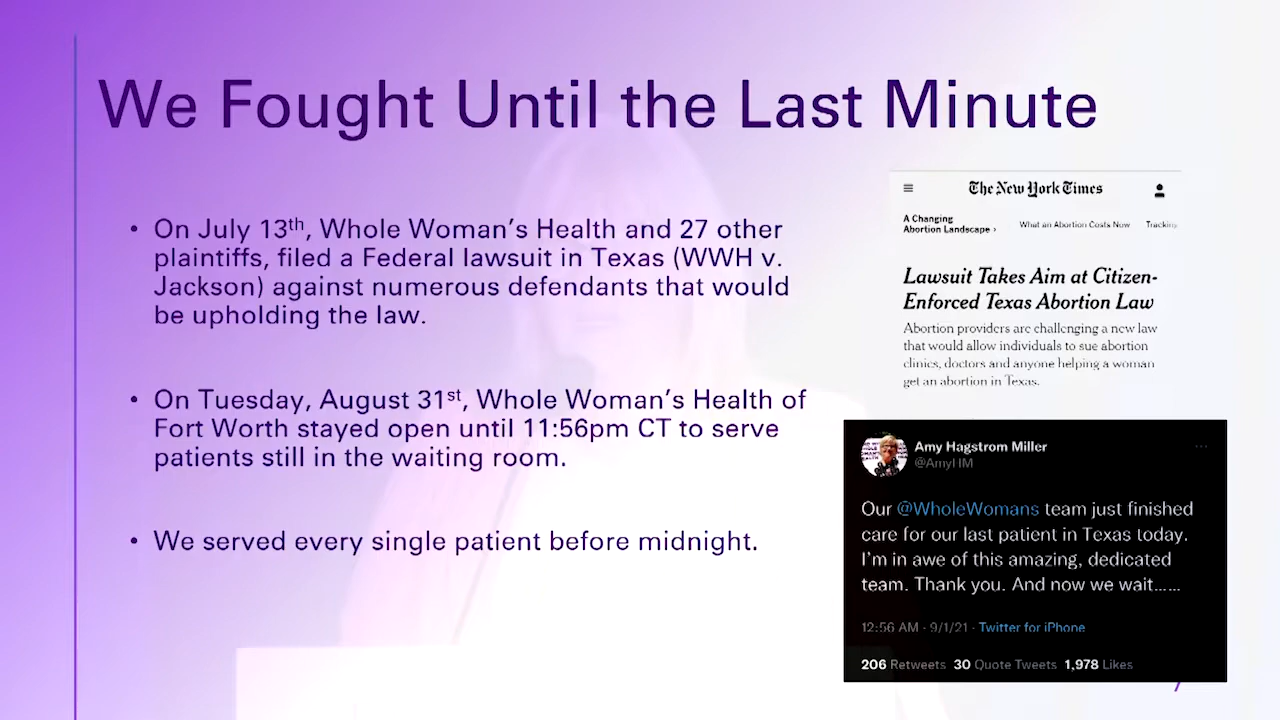 We Fought Until the Last Minute
• On July 13th, Whole Woman's Health and 27 other
plaintiffs, filed a Federal lawsuit in Texas (WWH v.
Jackson) against numerous defendants that would
be upholding the law.
• On Tuesday, August 31st, Whole Woman's Health of
Fort Worth stayed open until 11:56pm CT to serve
patients still in the waiting room.
• We served every single patient before midnight.
The New York Times
A Changing
Abortion Landscape ›
What an Abortion Costs Now
Tracking
Lawsuit Takes Aim at Citizen-
Enforced Texas Abortion Law
Abortion providers are challenging a new law
that would allow individuals to sue abortion
clinics, doctors and anyone helping a woman
get an abortion in Texas.
Amy Hagstrom Miller
Our @WholeWomans team just finished
care for our last patient in Texas today.
I'm in awe of this amazing, dedicated
team. Thank you. And now we wait......
12:56 AM · 9/1/21 · Twitter for iPhone
206 Retweets 30 Quote Tweets 1,978 Likes
7